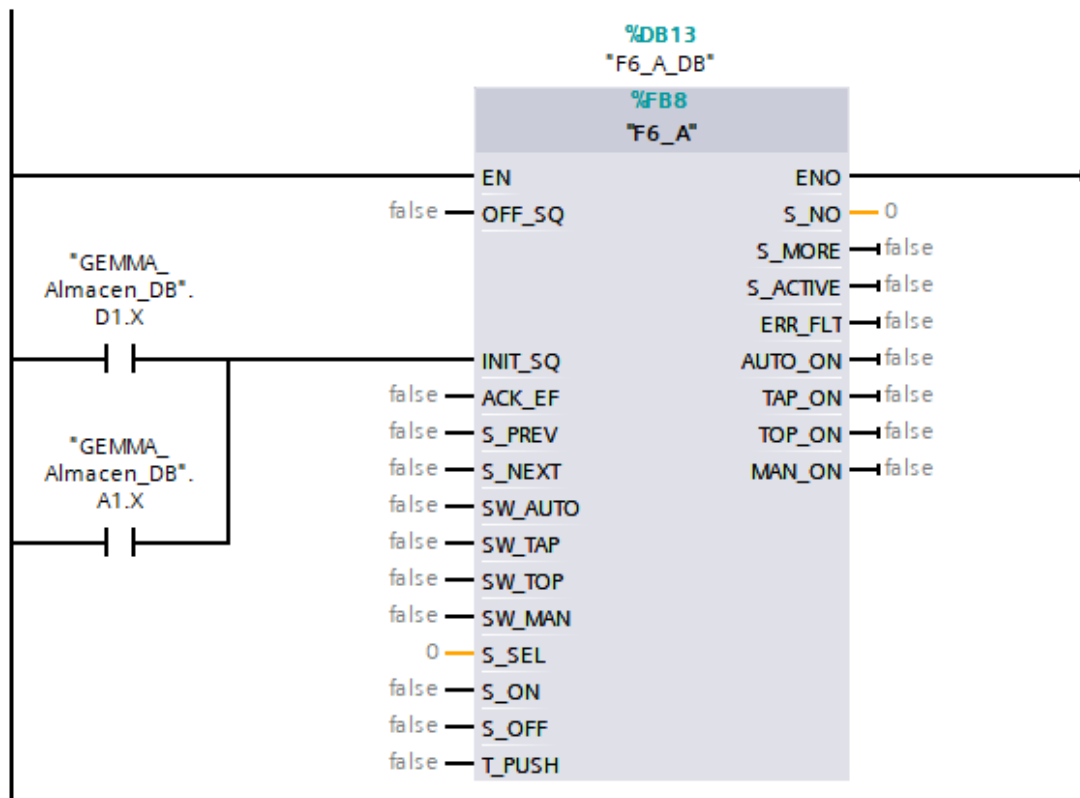 %DB13
"F6_A_DB"
%FB8
"F6_A"
EN ENO
false OFF_SQ S_NO 0
S_MORE false
"GEMMA_
Almacen_DB".
D1.X
S_ACTIVE false
ERR_FLT false
INIT_SQ AUTO_ON false
false ACK_EF TAP_ON false
false S_PREV TOP_ON false
"GEMMA_
Almacen_DB".
A1.X
false S_NEXT MAN_ON false
false SW_AUTO
false SW_TAP
false SW_TOP
false SW_MAN
0 S_SEL
false S_ON
false S_OFF
false T_PUSH